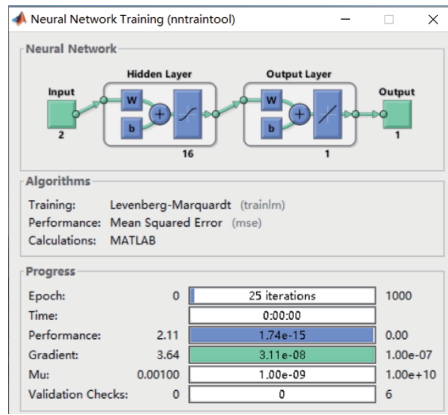 Neural Network Training (nntraintool)
Neural Network
Hidden Layer Output Layer
Input Output
W W
+ +
b b
2 1
16 1
Algorithms
Training: Levenberg-Marquardt (trainlm)
Performance: Mean Squared Error (mse)
Calculations: MATLAB
Progress
Epoch: 0 25 iterations 1000
Time: 0:00:00
Performance: 2.11 1.74e-15 0.00
Gradient: 3.64 3.11e-08 1.00e-07
Mu: 0.00100 1.00e-09 1.00e+10
Validation Checks: 0 0 6